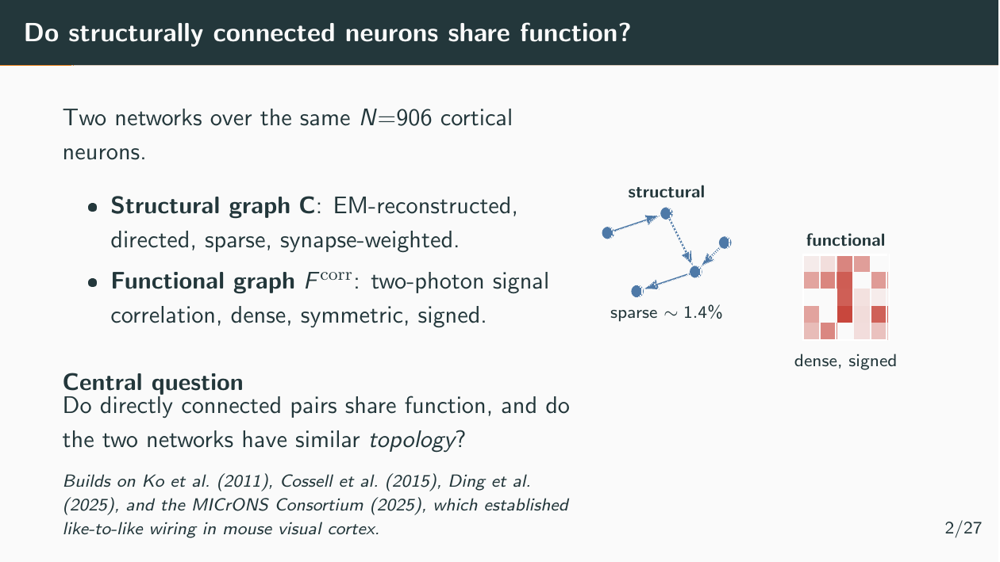 Do structurally connected neurons share function?
Two networks over the same N=906 cortical
neurons.
• Structural graph C: EM-reconstructed,
directed, sparse, synapse-weighted.
• Functional graph F^corr: two-photon signal
correlation, dense, symmetric, signed.
Central question
Do directly connected pairs share function, and do
the two networks have similar topology?
Builds on Ko et al. (2011), Cossell et al. (2015), Ding et al.
(2025), and the MICrONS Consortium (2025), which established
like-to-like wiring in mouse visual cortex.
structural
sparse ∼ 1.4%
functional
dense, signed
2/27